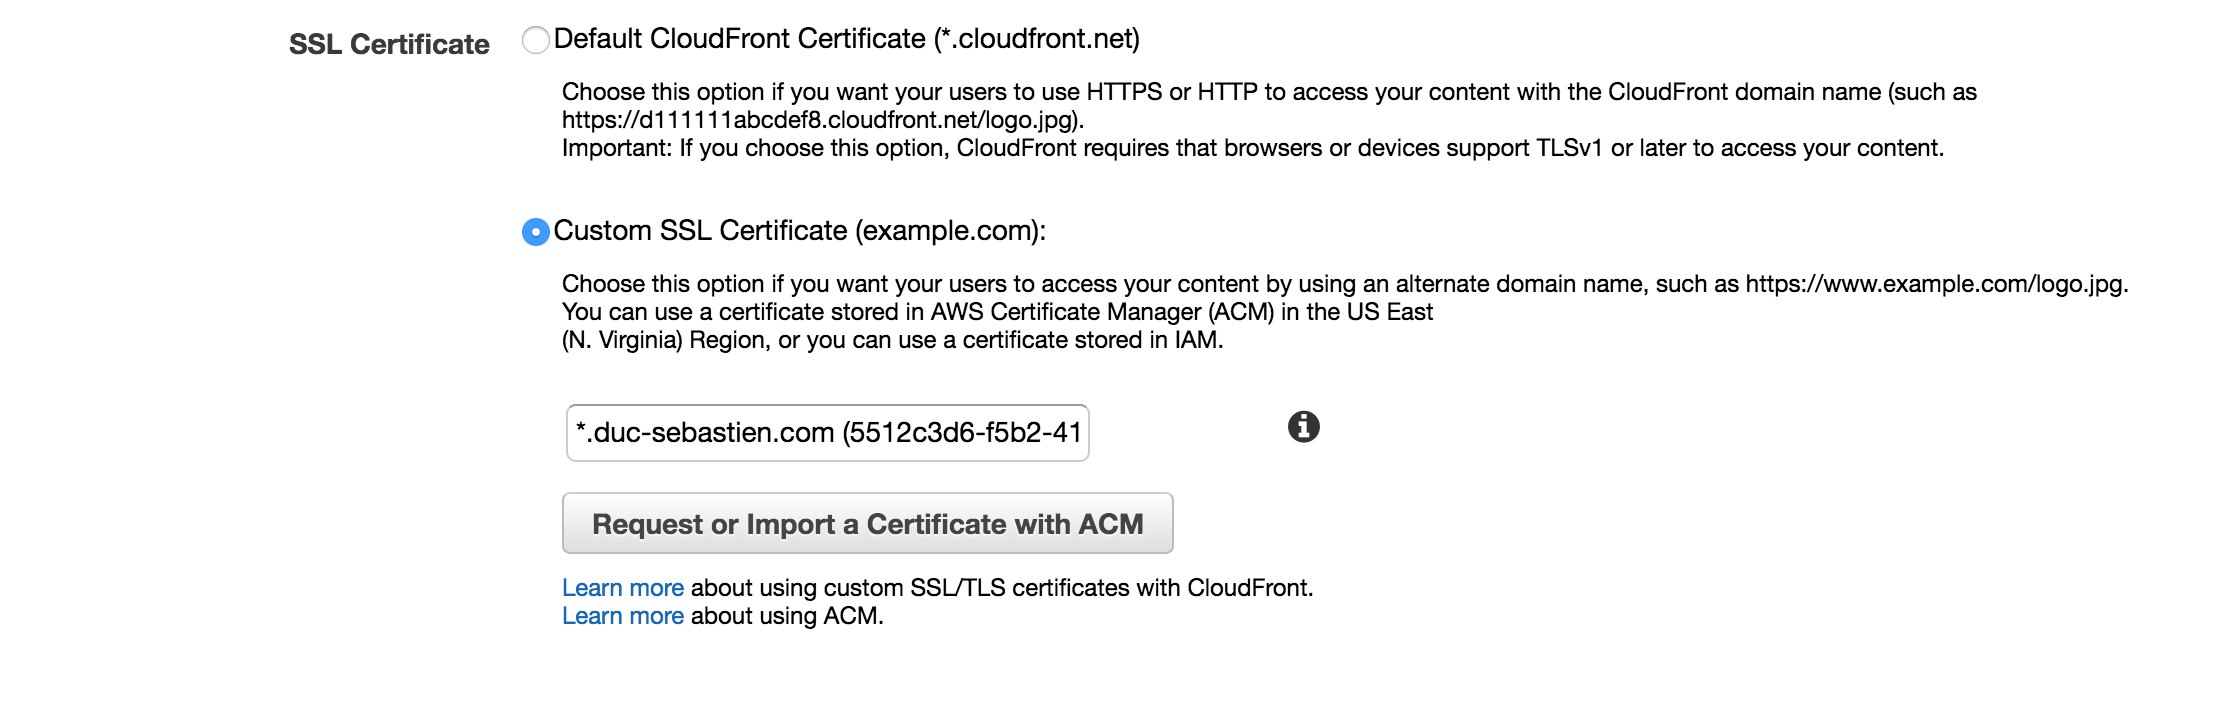 SSL Certificate
Default CloudFront Certificate (*.cloudfront.net)
Choose this option if you want your users to use HTTPS or HTTP to access your content with the CloudFront domain name (such as
https://d111111abcdef8.cloudfront.net/logo.jpg).
Important: If you choose this option, CloudFront requires that browsers or devices support TLSv1 or later to access your content.
Custom SSL Certificate (example.com):
Choose this option if you want your users to access your content by using an alternate domain name, such as https://www.example.com/logo.jpg.
You can use a certificate stored in AWS Certificate Manager (ACM) in the US East
(N. Virginia) Region, or you can use a certificate stored in IAM.
*.duc-sebastien.com (5512c3d6-f5b2-41
Request or Import a Certificate with ACM
Learn more about using custom SSL/TLS certificates with CloudFront.
Learn more about using ACM.